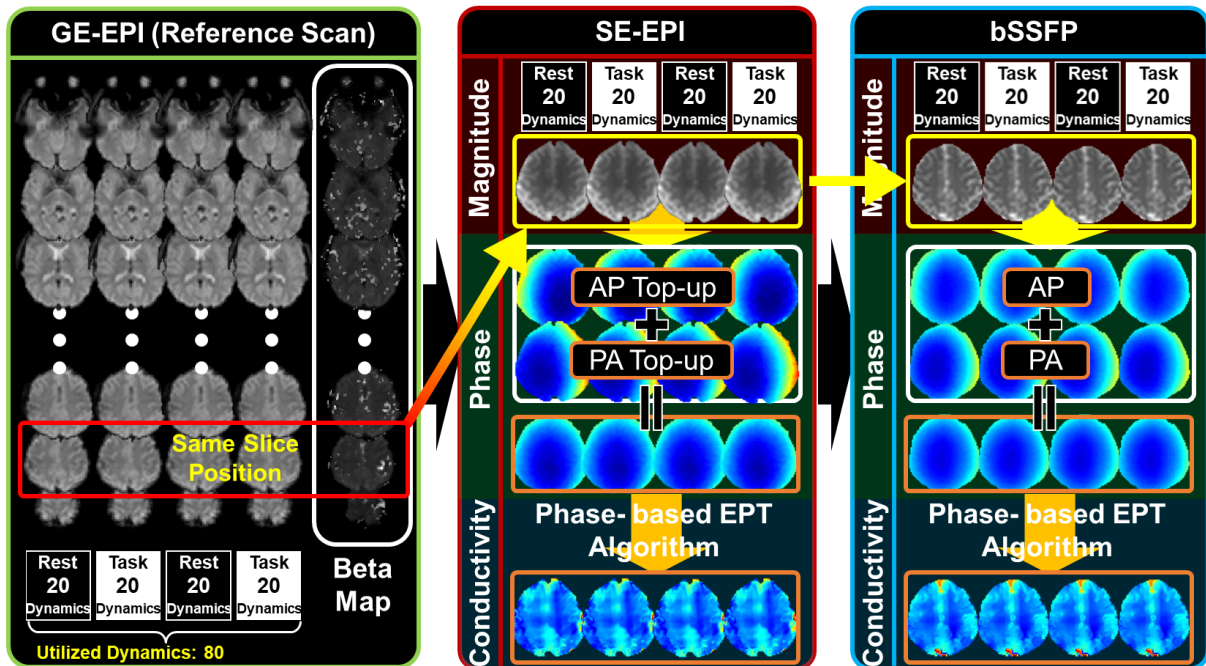 GE-EPI (Reference Scan)
Same Slice
Position
Rest
20
Dynamics
Task
20
Dynamics
Rest
20
Dynamics
Task
20
Dynamics
Beta
Map
Utilized Dynamics: 80
SE-EPI
Magnitude
Rest
20
Dynamics
Task
20
Dynamics
Rest
20
Dynamics
Task
20
Dynamics
Phase
AP Top-up
+
PA Top-up
Conductivity
Phase- based EPT
Algorithm
bSSFP
Magnitude
Rest
20
Dynamics
Task
20
Dynamics
Rest
20
Dynamics
Task
20
Dynamics
Phase
AP
+
PA
Conductivity
Phase- based EPT
Algorithm